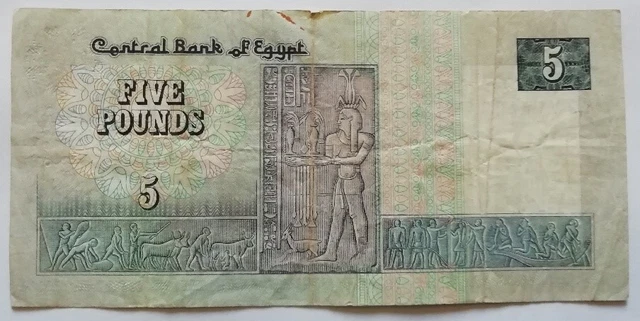 Central Bank of Egypt
5
FIVE
POUNDS
5